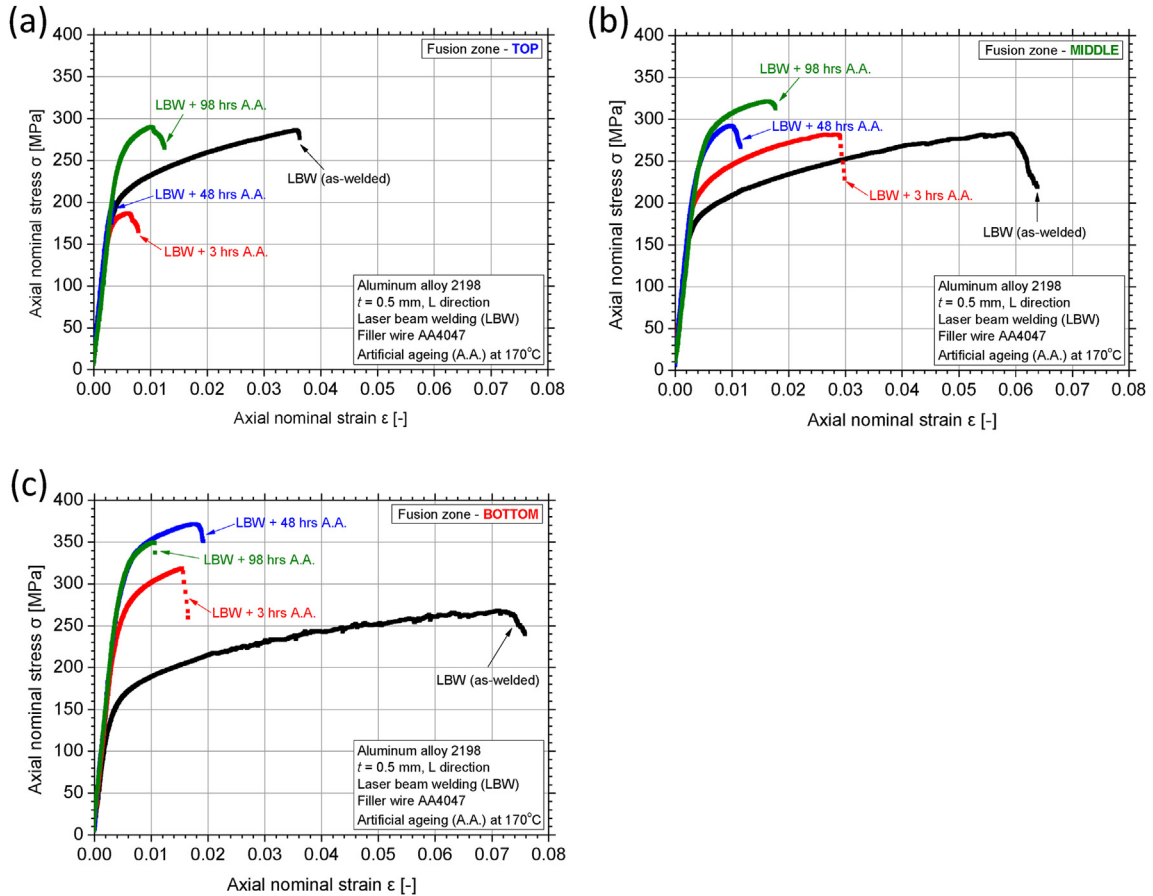 (a)
Axial nominal stress σ [MPa]
400
350
300
250
200
150
100
50
0
Fusion zone - TOP
LBW + 98 hrs A.A.
LBW + 48 hrs A.A.
LBW (as-welded)
LBW + 3 hrs A.A.
Aluminum alloy 2198
t = 0.5 mm, L direction
Laser beam welding (LBW)
Filler wire AA4047
Artificial ageing (A.A.) at 170°C
0.00 0.01 0.02 0.03 0.04 0.05 0.06 0.07 0.08
Axial nominal strain ε [-]
(b)
Axial nominal stress σ [MPa]
400
350
300
250
200
150
100
50
0
Fusion zone - MIDDLE
LBW + 98 hrs A.A.
LBW + 48 hrs A.A.
LBW + 3 hrs A.A.
LBW (as-welded)
Aluminum alloy 2198
t = 0.5 mm, L direction
Laser beam welding (LBW)
Filler wire AA4047
Artificial ageing (A.A.) at 170°C
0.00 0.01 0.02 0.03 0.04 0.05 0.06 0.07 0.08
Axial nominal strain ε [-]
(c)
Axial nominal stress σ [MPa]
400
350
300
250
200
150
100
50
0
Fusion zone - BOTTOM
LBW + 48 hrs A.A.
LBW + 98 hrs A.A.
LBW + 3 hrs A.A.
LBW (as-welded)
Aluminum alloy 2198
t = 0.5 mm, L direction
Laser beam welding (LBW)
Filler wire AA4047
Artificial ageing (A.A.) at 170°C
0.00 0.01 0.02 0.03 0.04 0.05 0.06 0.07 0.08
Axial nominal strain ε [-]